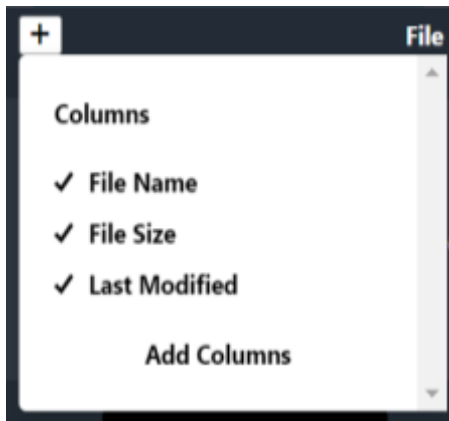 +
File
Columns
✓ File Name
✓ File Size
✓ Last Modified
Add Columns